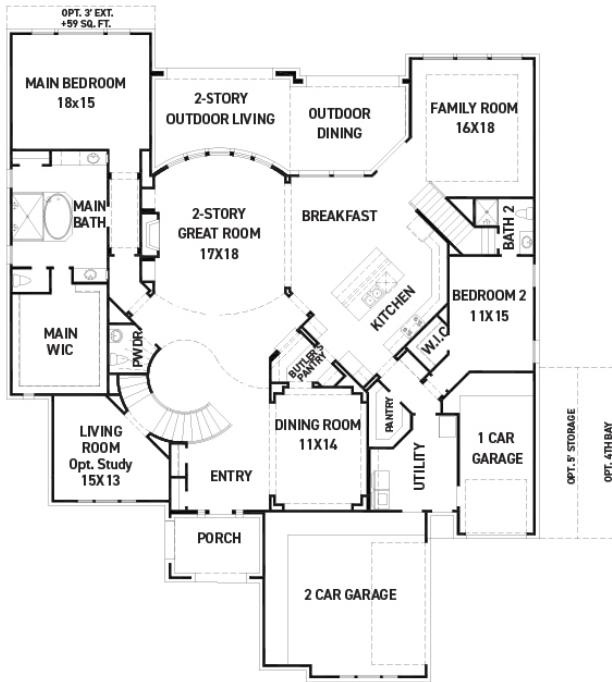 OPT. 3' EXT.
+59 SQ. FT.
MAIN BEDROOM
18x15
2-STORY
OUTDOOR LIVING
OUTDOOR
DINING
FAMILY ROOM
16X18
MAIN
BATH
2-STORY
GREAT ROOM
17X18
BREAKFAST
BATH 2
KITCHEN
BEDROOM 2
11X15
MAIN
WIC
PWDR.
W.I.C
BUTLER'S
PANTRY
PANTRY
LIVING
ROOM
Opt. Study
15X13
DINING ROOM
11X14
ENTRY
UTILITY
1 CAR
GARAGE
OPT. 5' STORAGE
OPT. 4TH BAY
PORCH
2 CAR GARAGE